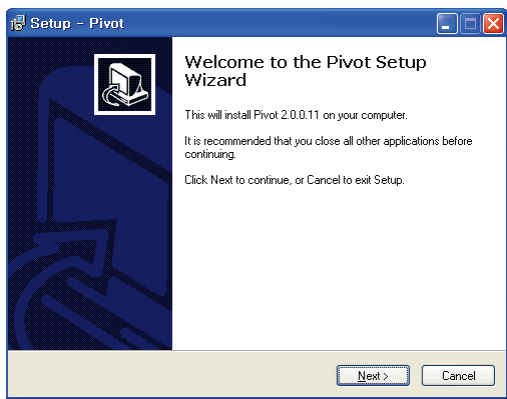 Setup - Pivot
Welcome to the Pivot Setup
Wizard
This will install Pivot 2.0.0.11 on your computer.
It is recommended that you close all other applications before
continuing.
Click Next to continue, or Cancel to exit Setup.
Next >
Cancel